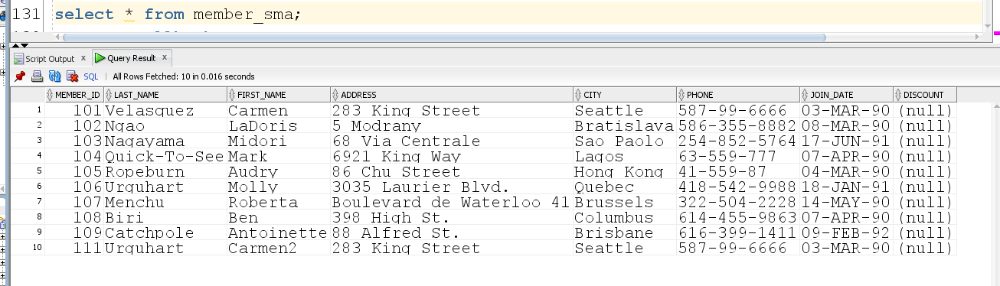 131 select * from member_sma;
Script Output x Query Result x
SQL | All Rows Fetched: 10 in 0.016 seconds
MEMBER_ID LAST_NAME FIRST_NAME ADDRESS CITY PHONE JOIN_DATE DISCOUNT
1 101 Velasquez Carmen 283 King Street Seattle 587-99-6666 03-MAR-90 (null)
2 102 Ngao LaDoris 5 Modrany Bratislava 586-355-8882 08-MAR-90 (null)
3 103 Nagayama Midori 68 Via Centrale Sao Paolo 254-852-5764 17-JUN-91 (null)
4 104 Quick-To-See Mark 6921 King Way Lagos 63-559-777 07-APR-90 (null)
5 105 Ropeburn Audry 86 Chu Street Hong Kong 41-559-87 04-MAR-90 (null)
6 106 Urguhart Molly 3035 Laurier Blvd. Quebec 418-542-9988 18-JAN-91 (null)
7 107 Menchu Roberta Boulevard de Waterloo 41 Brussels 322-504-2228 14-MAY-90 (null)
8 108 Biri Ben 398 High St. Columbus 614-455-9863 07-APR-90 (null)
9 109 Catchpole Antoinette 88 Alfred St. Brisbane 616-399-1411 09-FEB-92 (null)
10 111 Urguhart Carmen2 283 King Street Seattle 587-99-6666 03-MAR-90 (null)